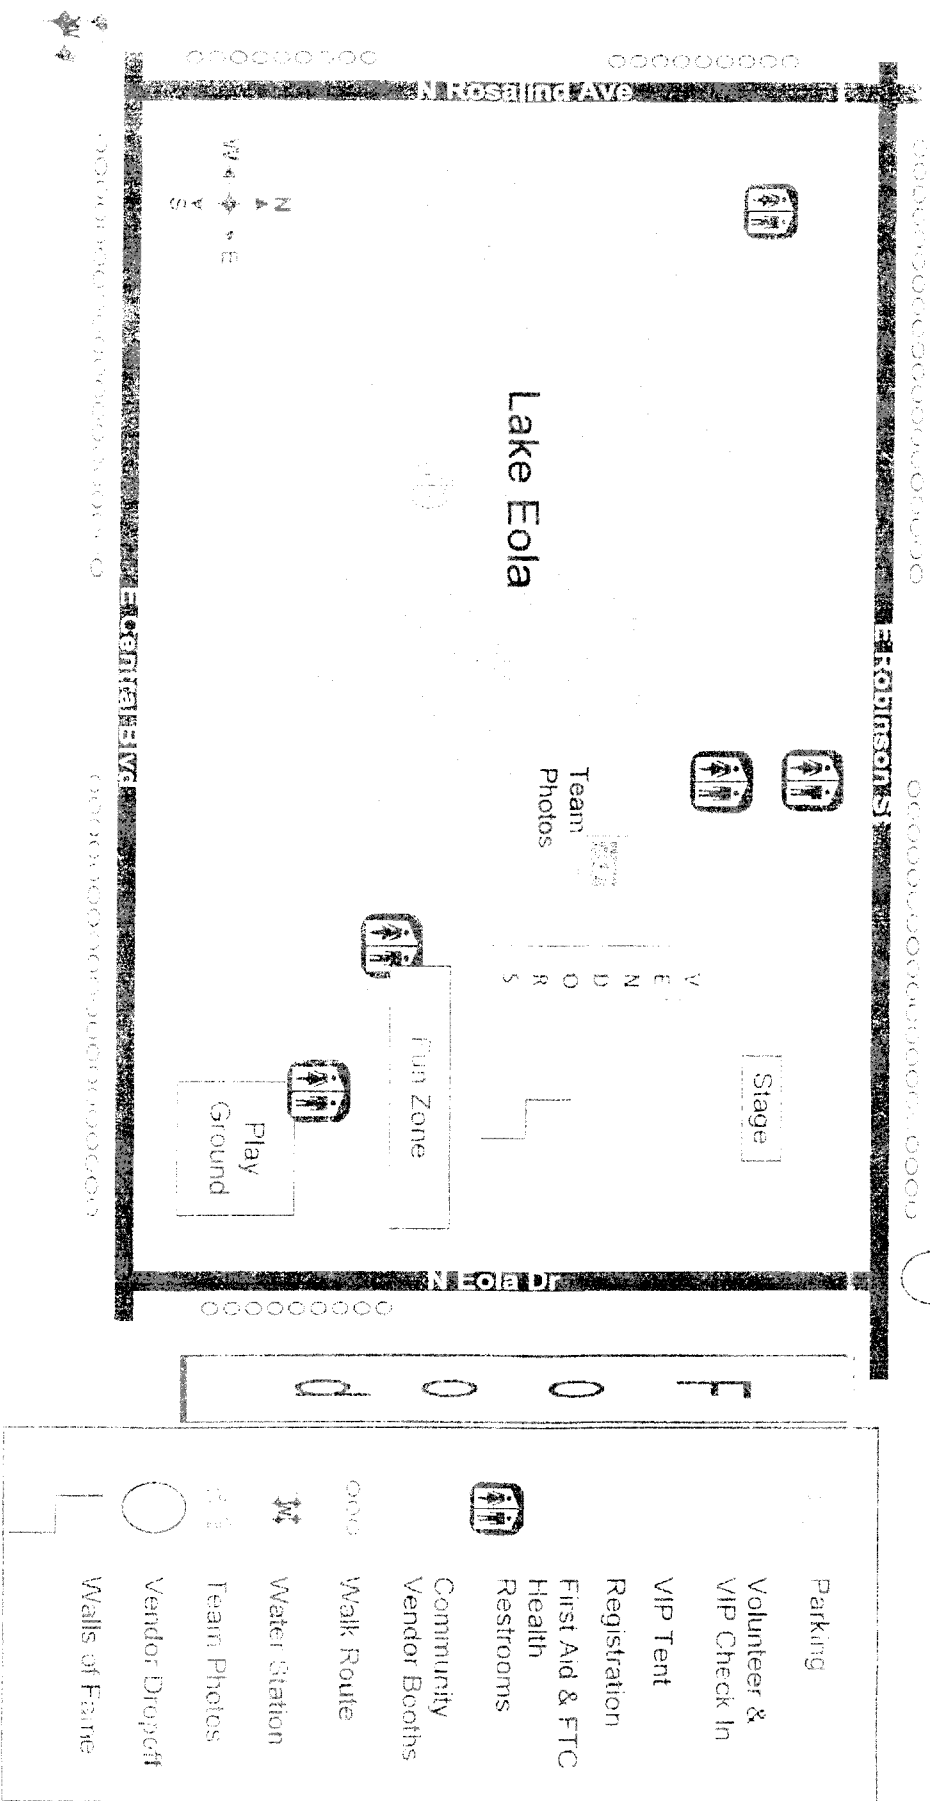 N Rosalind Ave
W
N
S
E
Lake Eola
E Robinson St
E Central Blvd
Team
Photos
V E N D O R S
Stage
Fun Zone
Play
Ground
N Eola Dr
F O O d
Parking
Volunteer &
VIP Check In
VIP Tent
Registration
First Aid & FTC
Health
Restrooms
Community
Vendor Booths
Walk Route
W
Water Station
Team Photos
Vendor Dropoff
Walls of Fame